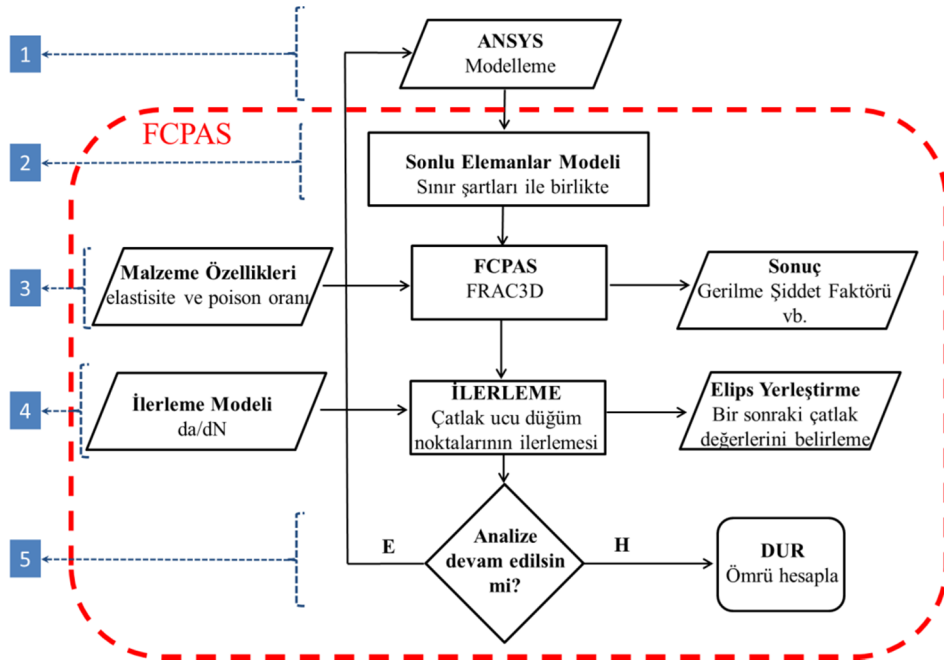 1
ANSYS
Modelleme
FCPAS
2
Sonlu Elemanlar Modeli
Sınır şartları ile birlikte
3
Malzeme Özellikleri
elastisite ve poison oranı
FCPAS
FRAC3D
Sonuç
Gerilme Şiddet Faktörü
vb.
4
İlerleme Modeli
da/dN
İLERLEME
Çatlak ucu düğüm
noktalarının ilerlemesi
Elips Yerleştirme
Bir sonraki çatlak
değerlerini belirleme
5
E
Analize
devam edilsin
mi?
H
DUR
Ömrü hesapla